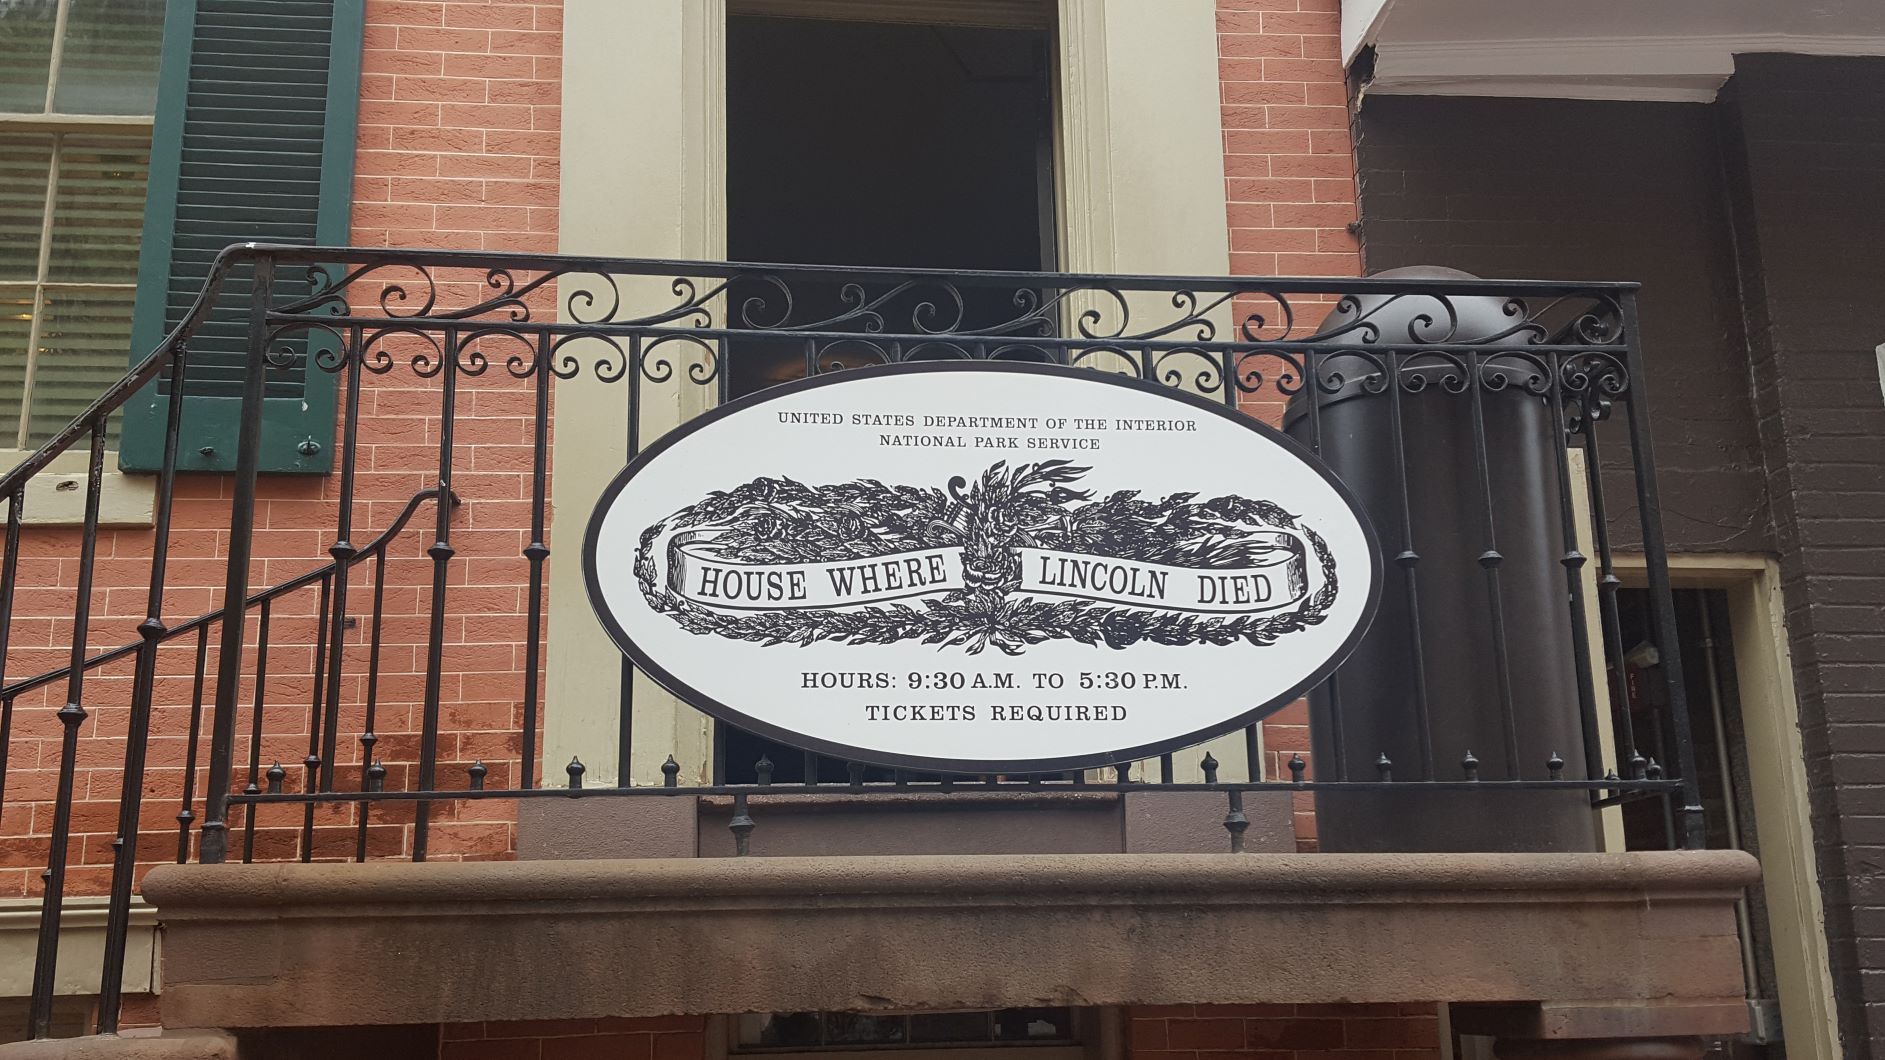 UNITED STATES DEPARTMENT OF THE INTERIOR
NATIONAL PARK SERVICE
HOUSE WHERE LINCOLN DIED
HOURS: 9:30 A.M. TO 5:30 P.M.
TICKETS REQUIRED
FIRE